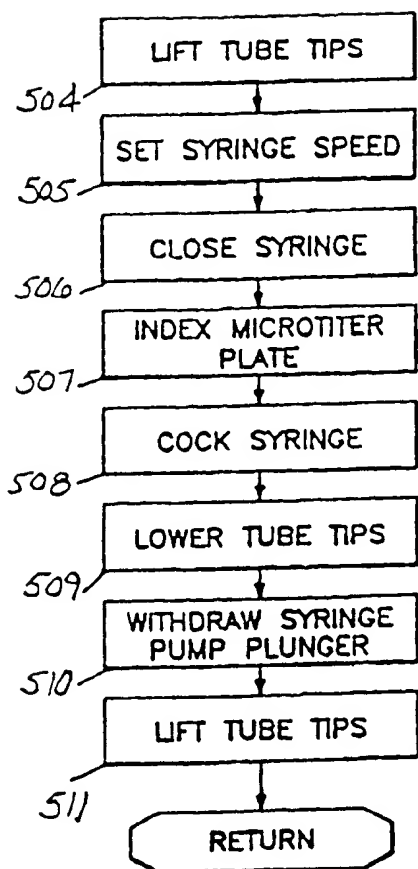 LIFT TUBE TIPS
504
SET SYRINGE SPEED
505
CLOSE SYRINGE
506
INDEX MICROTITER
PLATE
507
COCK SYRINGE
508
LOWER TUBE TIPS
509
WITHDRAW SYRINGE
PUMP PLUNGER
510
LIFT TUBE TIPS
511
RETURN